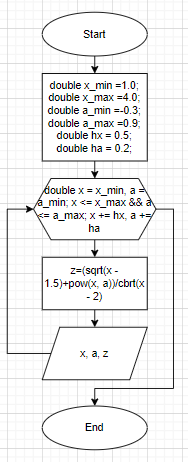 Start
double x_min =1.0;
double x_max =4.0;
double a_min =-0.3;
double a_max =0.9;
double hx = 0.5;
double ha = 0.2;
double x = x_min, a =
a_min; x <= x_max && a
<= a_max; x += hx, a +=
ha
z=(sqrt(x -
1.5)+pow(x, a))/cbrt(x
- 2)
x, a, z
End